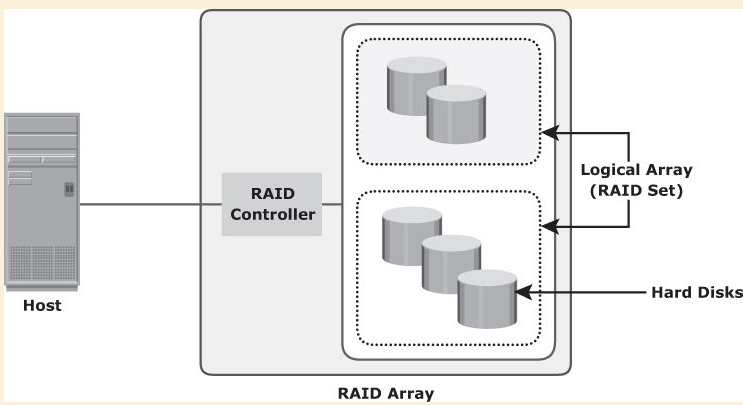 RAID
Controller
Logical Array
(RAID Set)
Hard Disks
Host
RAID Array